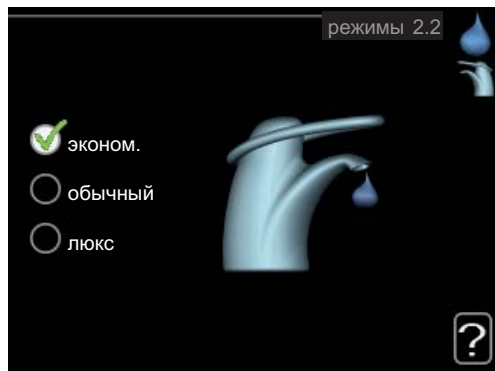 режимы 2.2
эконом.
обычный
люкс
?